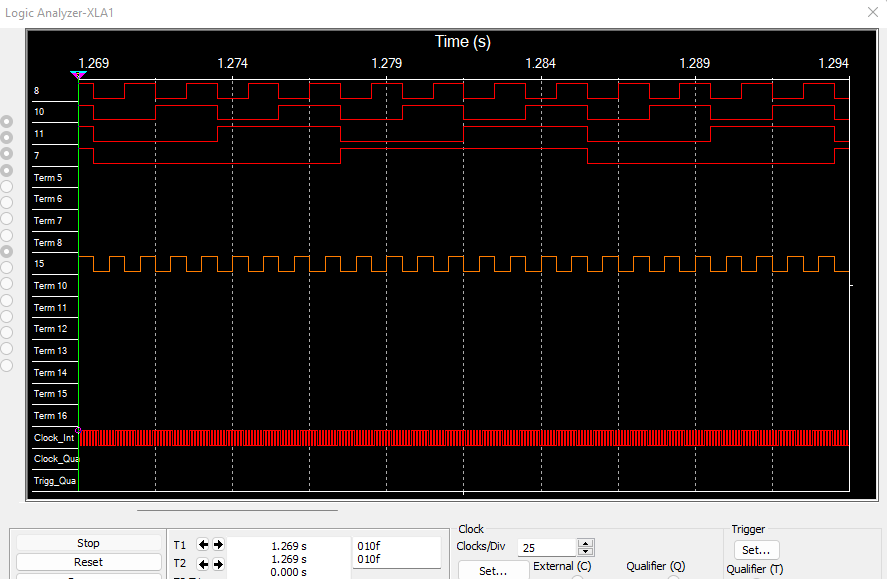 Logic Analyzer-XLA1
Time (s)
1.269 1.274 1.279 1.284 1.289 1.294
8
10
11
7
Term 5
Term 6
Term 7
Term 8
15
Term 10
Term 11
Term 12
Term 13
Term 14
Term 15
Term 16
Clock_Int
Clock_Qua
Trigg_Qua
Stop
Reset
T1 1.269 s 010f
T2 1.269 s 010f
0.000 s
Clock
Clocks/Div 25
Set...
External (C)
Qualifier (Q)
Trigger
Set...
Qualifier (T)